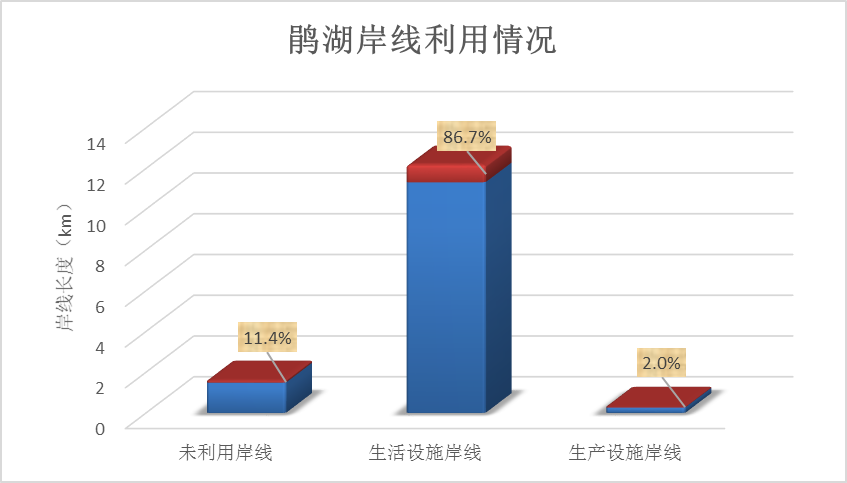 鹃湖岸线利用情况
岸线长度（km）
14
12
10
8
6
4
2
0
11.4%
86.7%
2.0%
未利用岸线
生活设施岸线
生产设施岸线